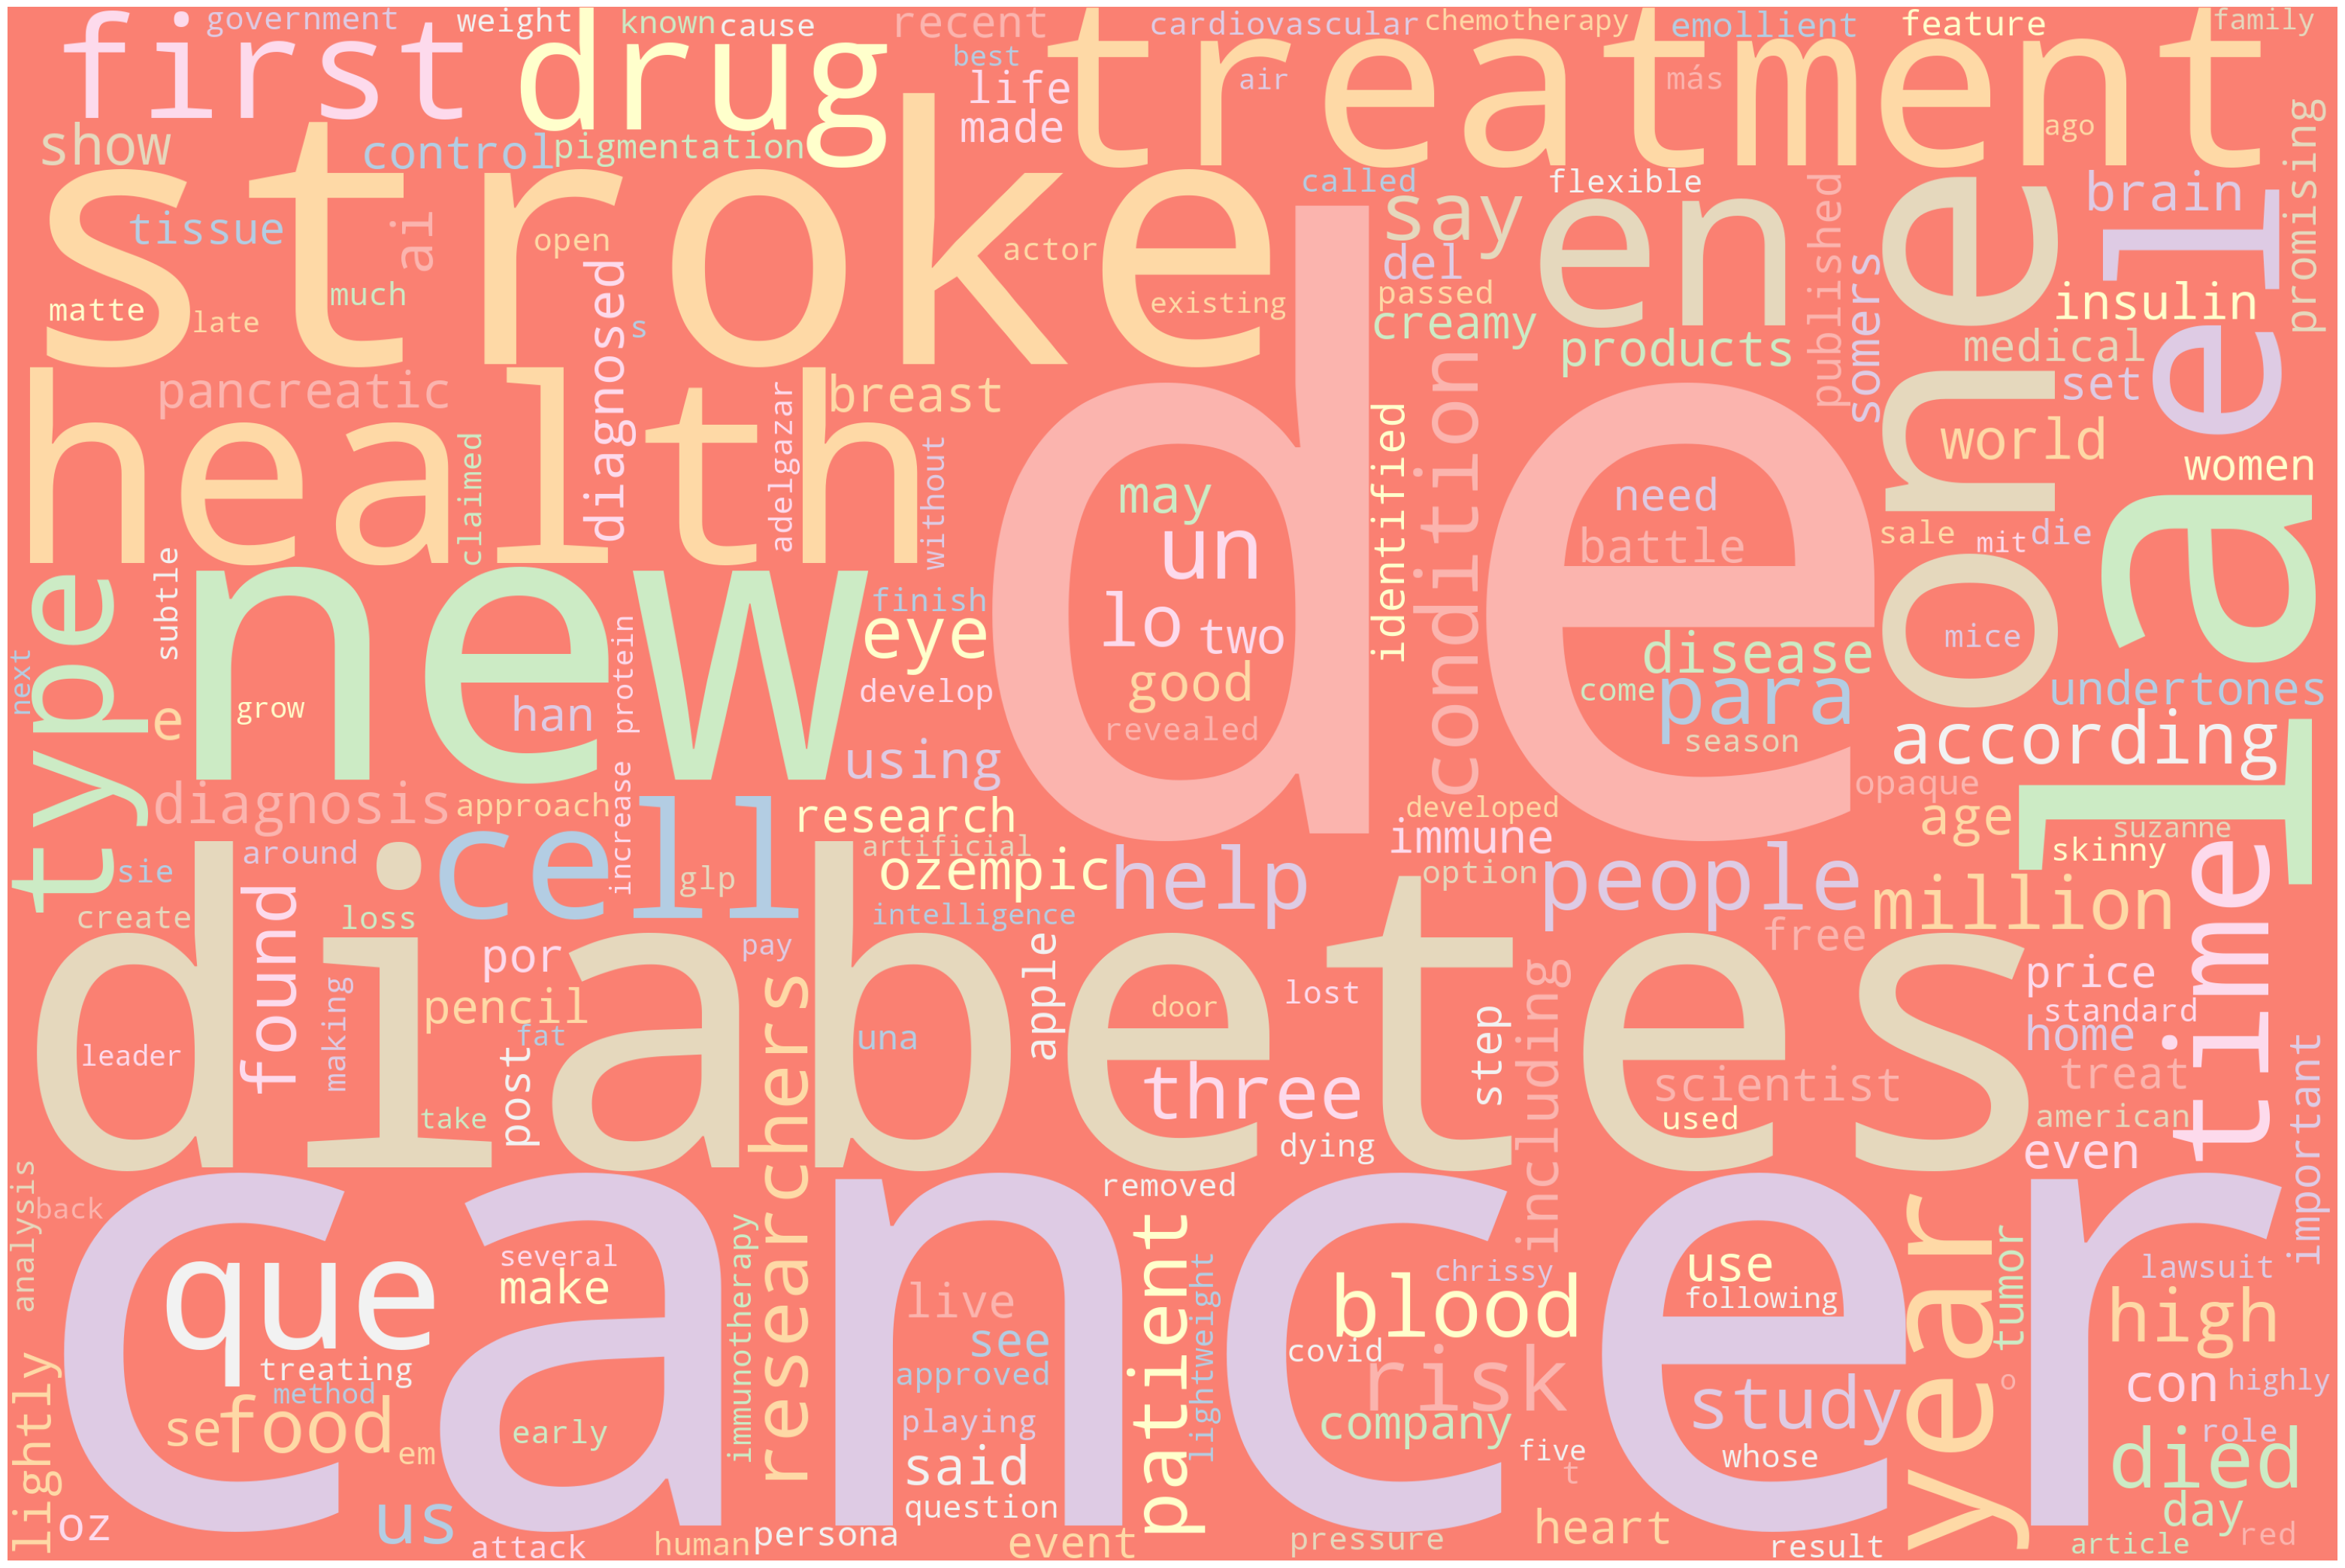 first
government
weight
known
cause
drug
recent
cardiovascular
chemotherapy
emollient
feature
family
best
life
air
made
treatment
más
ago
promising
show
control
pigmentation
called
flexible
say
en
published
brain
el
stroke
tissue
al
open
actor
del
somers
one
matte
late
much
s
diagnosed
existing
passed
creamy
products
insulin
medical
set
health
pancreatic
breast
de
condition
world
women
la
claimed
adelgazar
without
identified
may
need
battle
sale
mit
die
un
type
subtle
new
finish
eye
lo
two
disease
mice
next
grow
e
han
protein
develop
good
come
para
undertones
revealed
season
according
using
diagnosis
approach
increase
research
developed
opaque
age
suzanne
cell
around
artificial
immune
skinny
sie
glp
ozempic
help
option
people
million
time
create
loss
intelligence
found
diabetes
por
pay
free
apple
pencil
lost
door
price
standard
making
fat
una
step
including
home
leader
post
researchers
three
scientist
treat
important
take
used
american
dying
even
analysis
back
cancer
removed
year
que
several
make
immunotherapy
live
patient
lightweight
chrissy
blood
use
following
tumor
lawsuit
high
see
treating
method
approved
covid
risk
study
o
con
highly
lightly
se
food
em
early
playing
company
role
said
five
t
whose
died
oz
us
question
day
attack
human
persona
event
pressure
heart
result
article
red